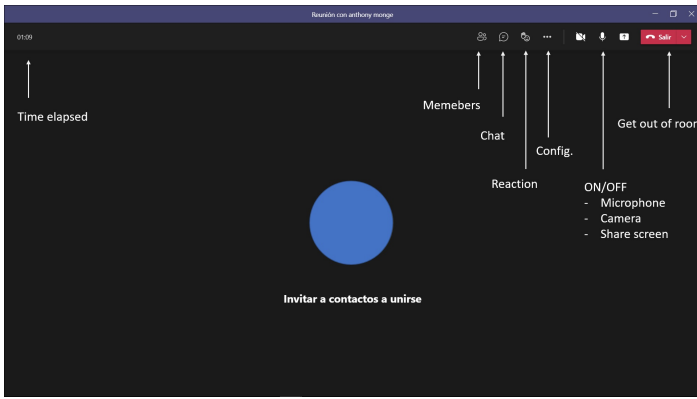 Reunión con anthony monge
01:09
Salir
Time elapsed
Memebers
Chat
Config.
Reaction
Get out of roor
ON/OFF
- Microphone
- Camera
- Share screen
Invitar a contactos a unirse